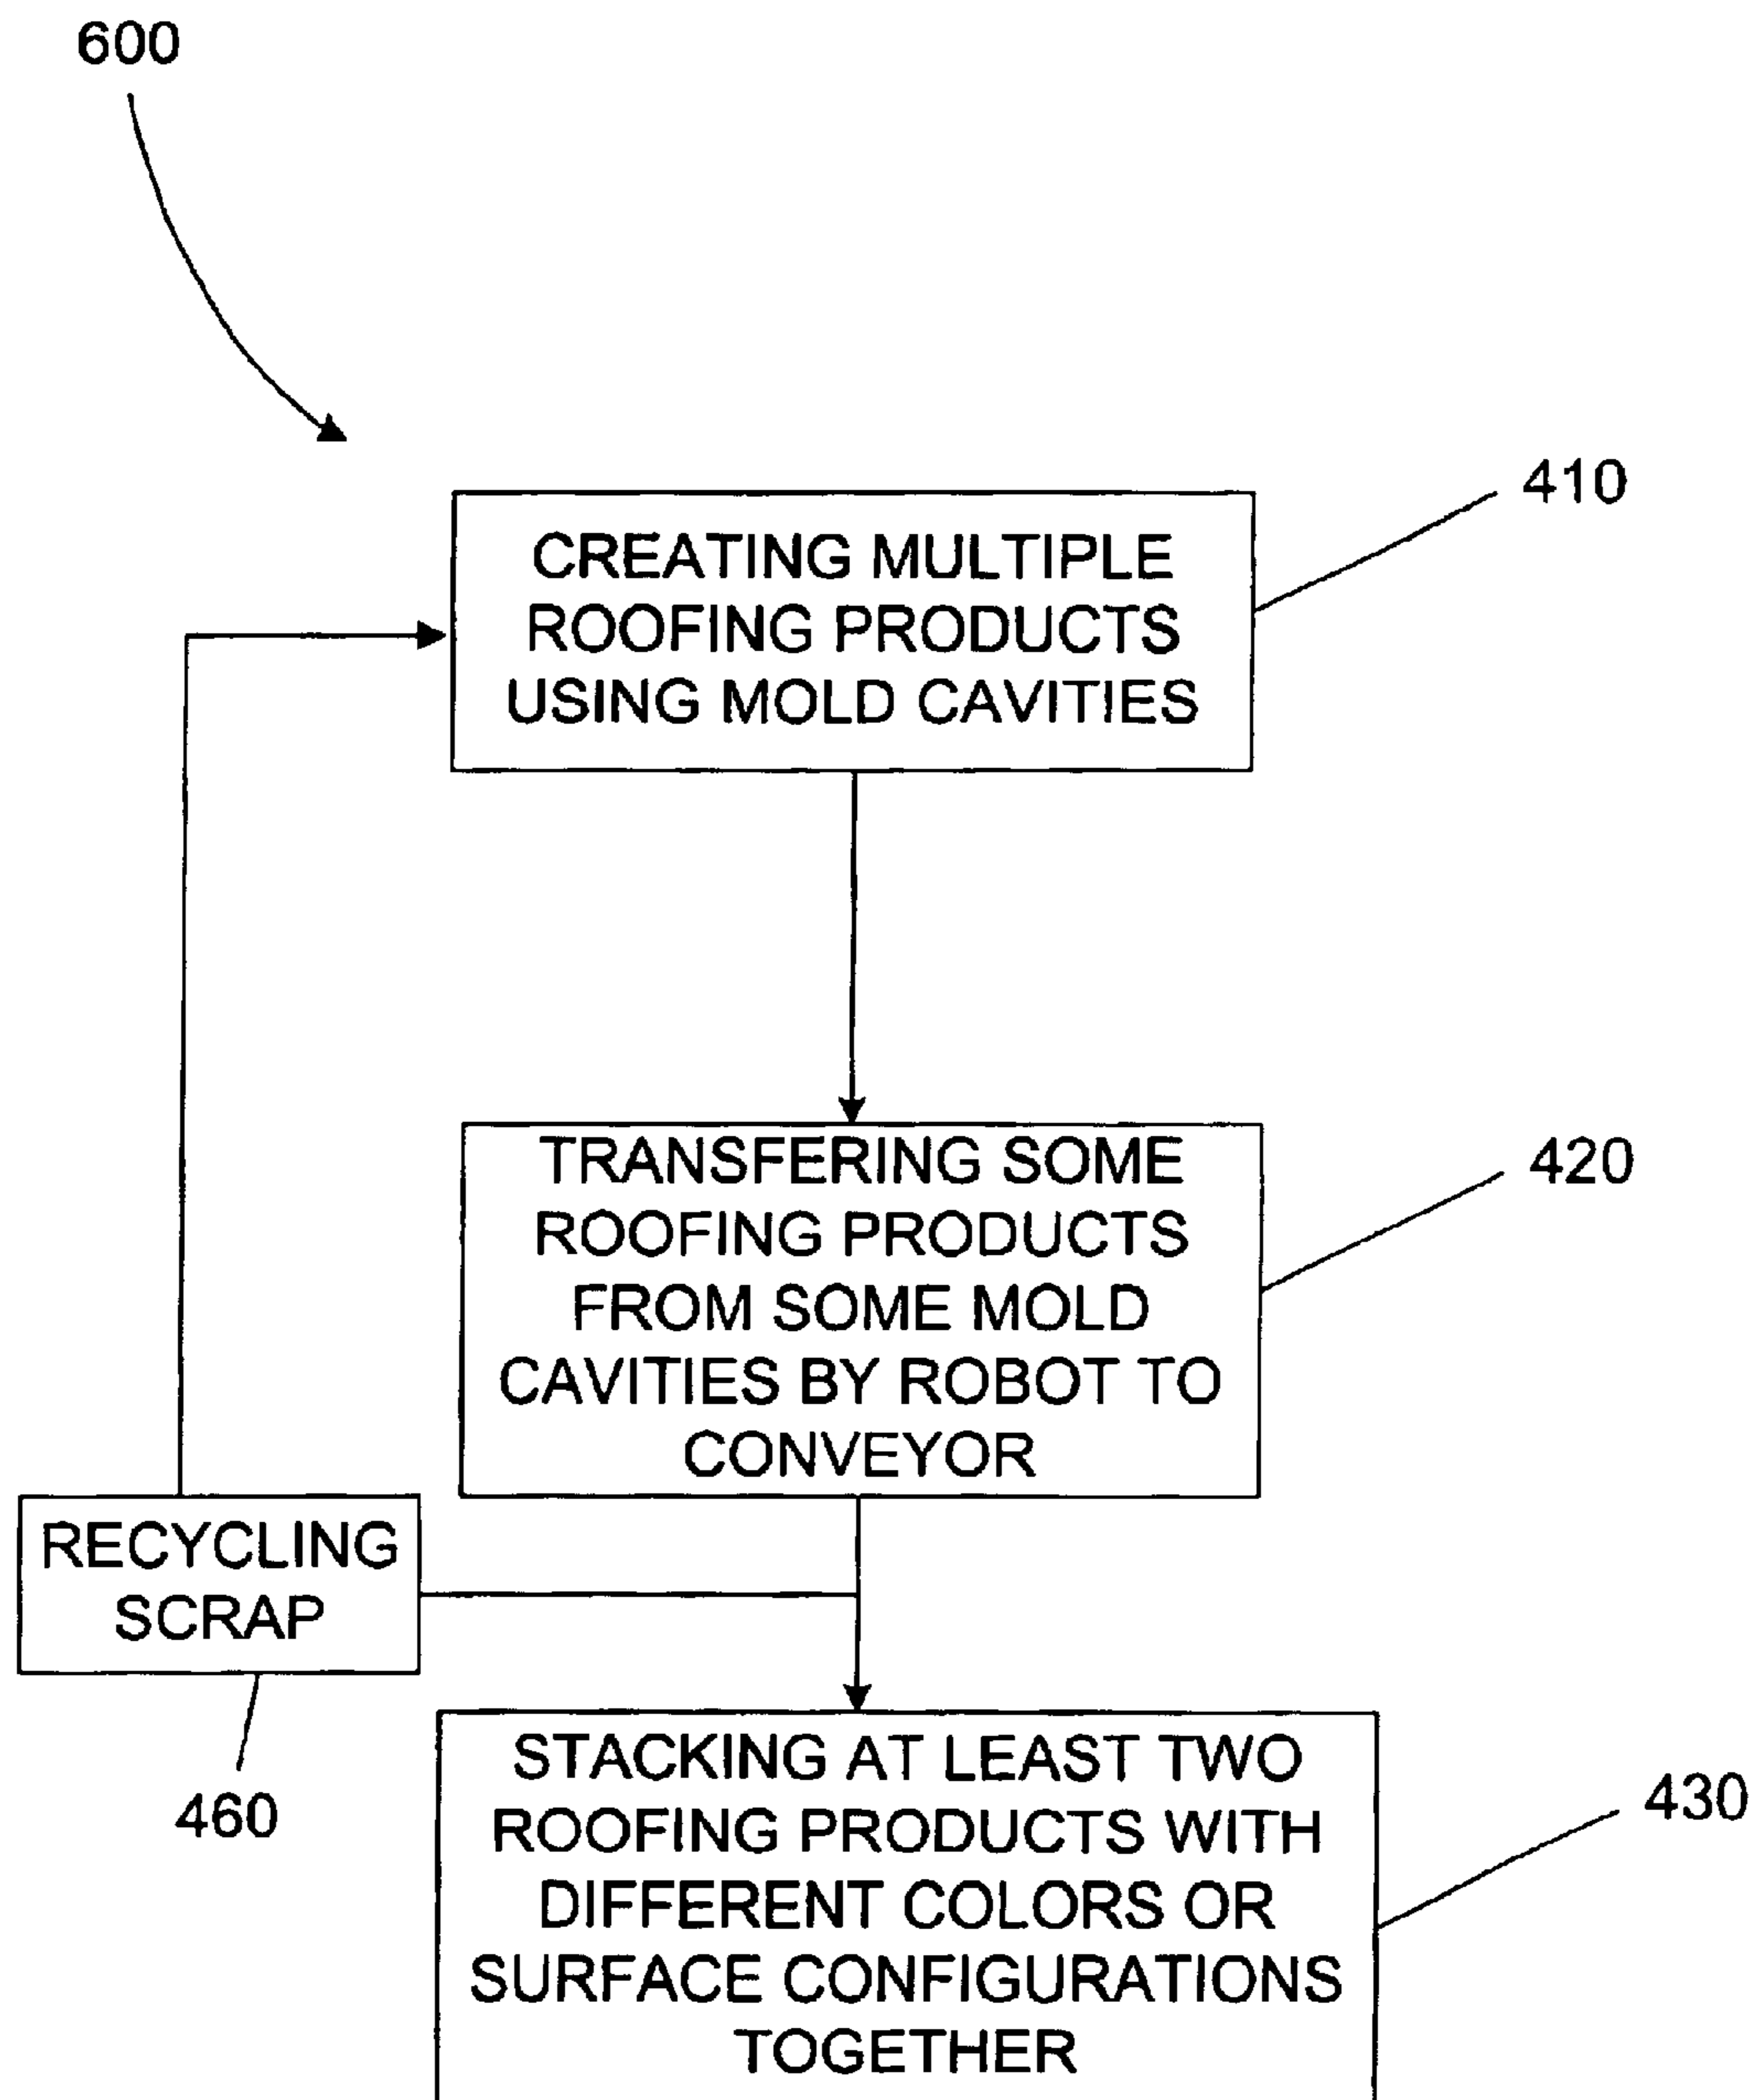 600
410
CREATING MULTIPLE
ROOFING PRODUCTS
USING MOLD CAVITIES
420
TRANSFERING SOME
ROOFING PRODUCTS
FROM SOME MOLD
CAVITIES BY ROBOT TO
CONVEYOR
RECYCLING
SCRAP
460
430
STACKING AT LEAST TWO
ROOFING PRODUCTS WITH
DIFFERENT COLORS OR
SURFACE CONFIGURATIONS
TOGETHER